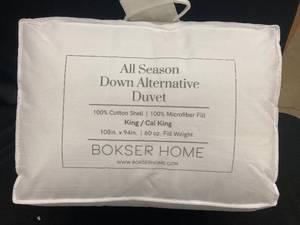 All Season
Down Alternative
Duvet
100% Cotton Shell | 100% Microfiber Fill
King / Cal King
108in. x 94in. | 60 oz. Fill Weight
BOKSER HOME
WWW.BOKSERHOME.COM